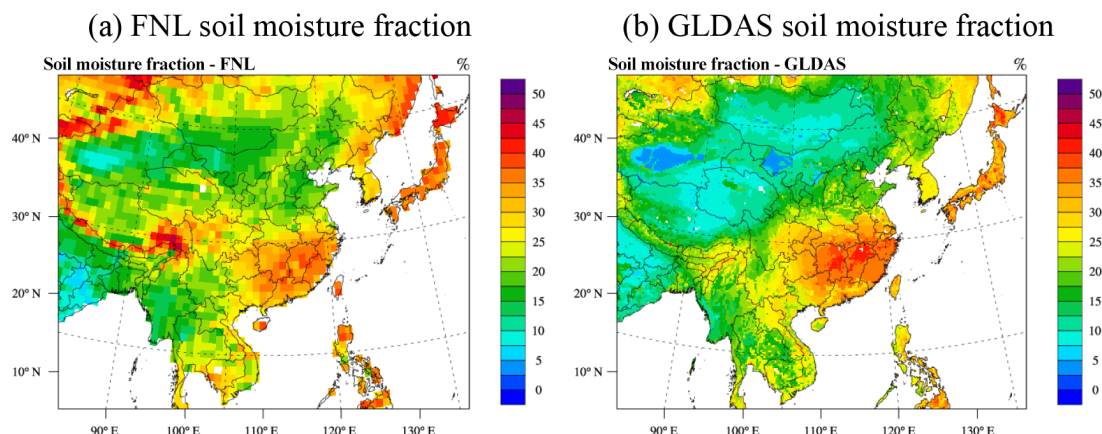 (a) FNL soil moisture fraction
(b) GLDAS soil moisture fraction
Soil moisture fraction - FNL %
Soil moisture fraction - GLDAS %
50
45
40
35
30
25
20
15
10
5
0
40° N
30° N
20° N
10° N
90° E 100° E 110° E 120° E 130° E
50
45
40
35
30
25
20
15
10
5
0
40° N
30° N
20° N
10° N
90° E 100° E 110° E 120° E 130° E